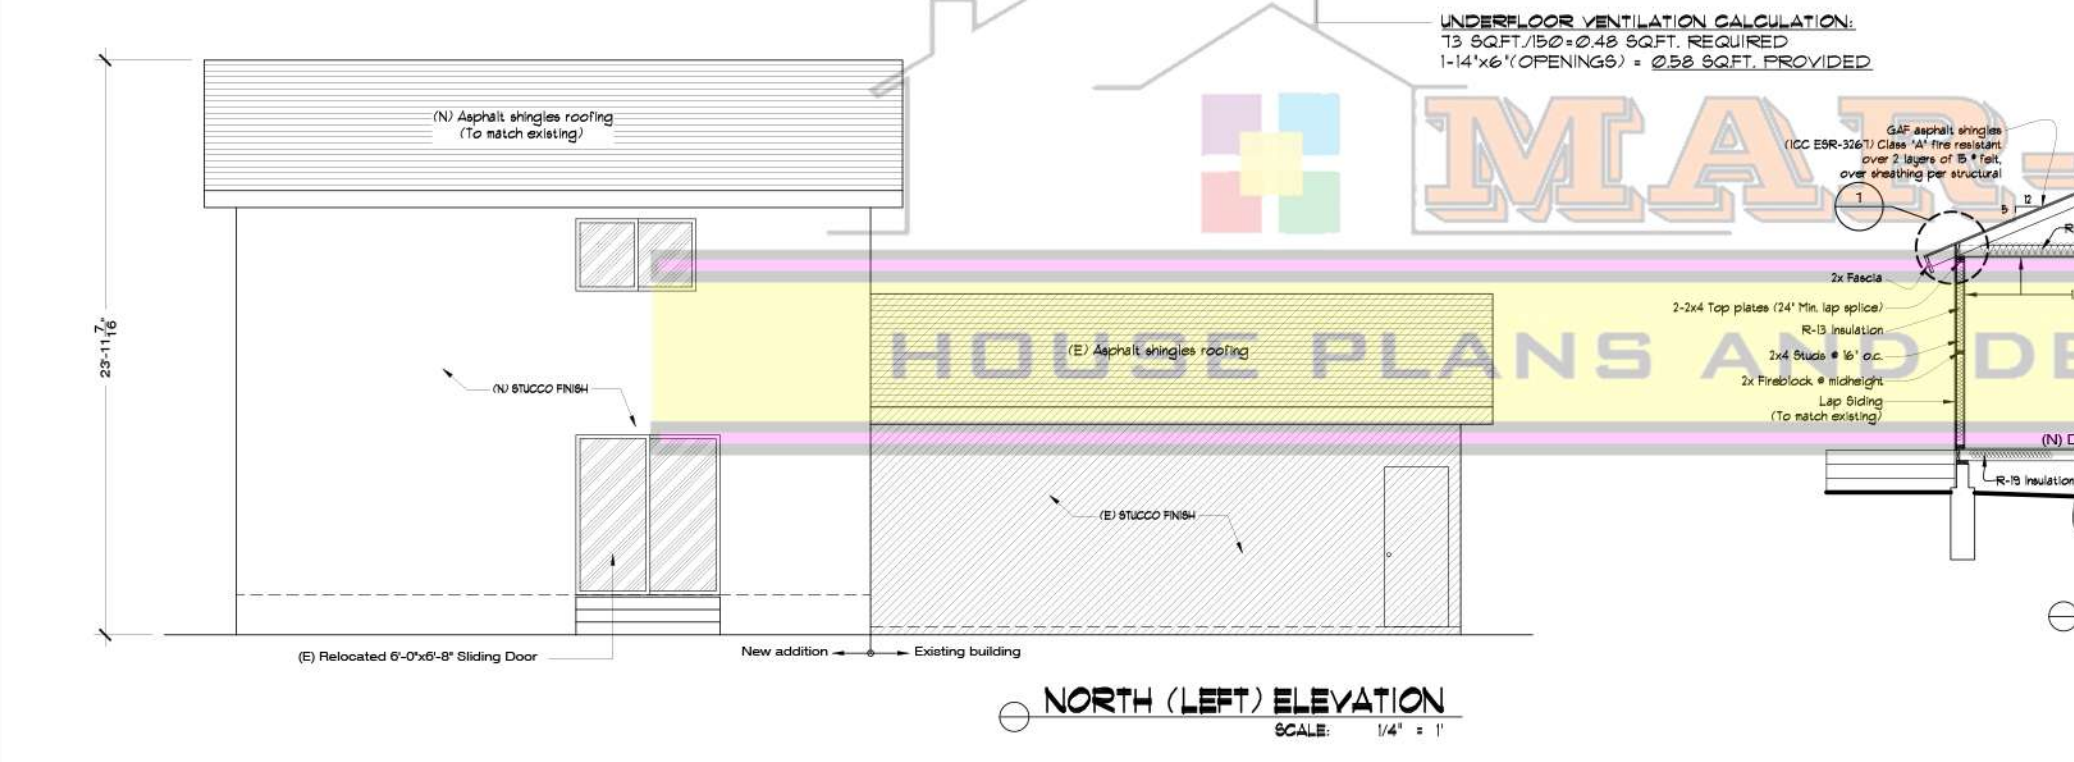 UNDERFLOOR VENTILATION CALCULATION:
73 SQ.FT./150=0.48 SQ.FT. REQUIRED
1-14"x6"(OPENINGS) = 0.58 SQ.FT. PROVIDED
(N) Asphalt shingles roofing
(To match existing)
MAR-
GAF asphalt shingles
(ICC ESR-3267) Class "A" fire resistant
over 2 layers of 15 # felt,
over sheathing per structural
1
12
5
R
2x Fascia
2-2x4 Top plates (24" Min. lap splice)
R-13 Insulation
2x4 Studs @ 16" o.c.
2x Fireblock @ midheight
Lap Siding
(To match existing)
23'-11 7/16
HOUSE PLANS AND DE
(E) Asphalt shingles roofing
(N) STUCCO FINISH
(N) D
R-19 Insulation
(E) STUCCO FINISH
(E) Relocated 6'-0"x6'-8" Sliding Door
New addition
Existing building
NORTH (LEFT) ELEVATION
SCALE: 1/4" = 1'